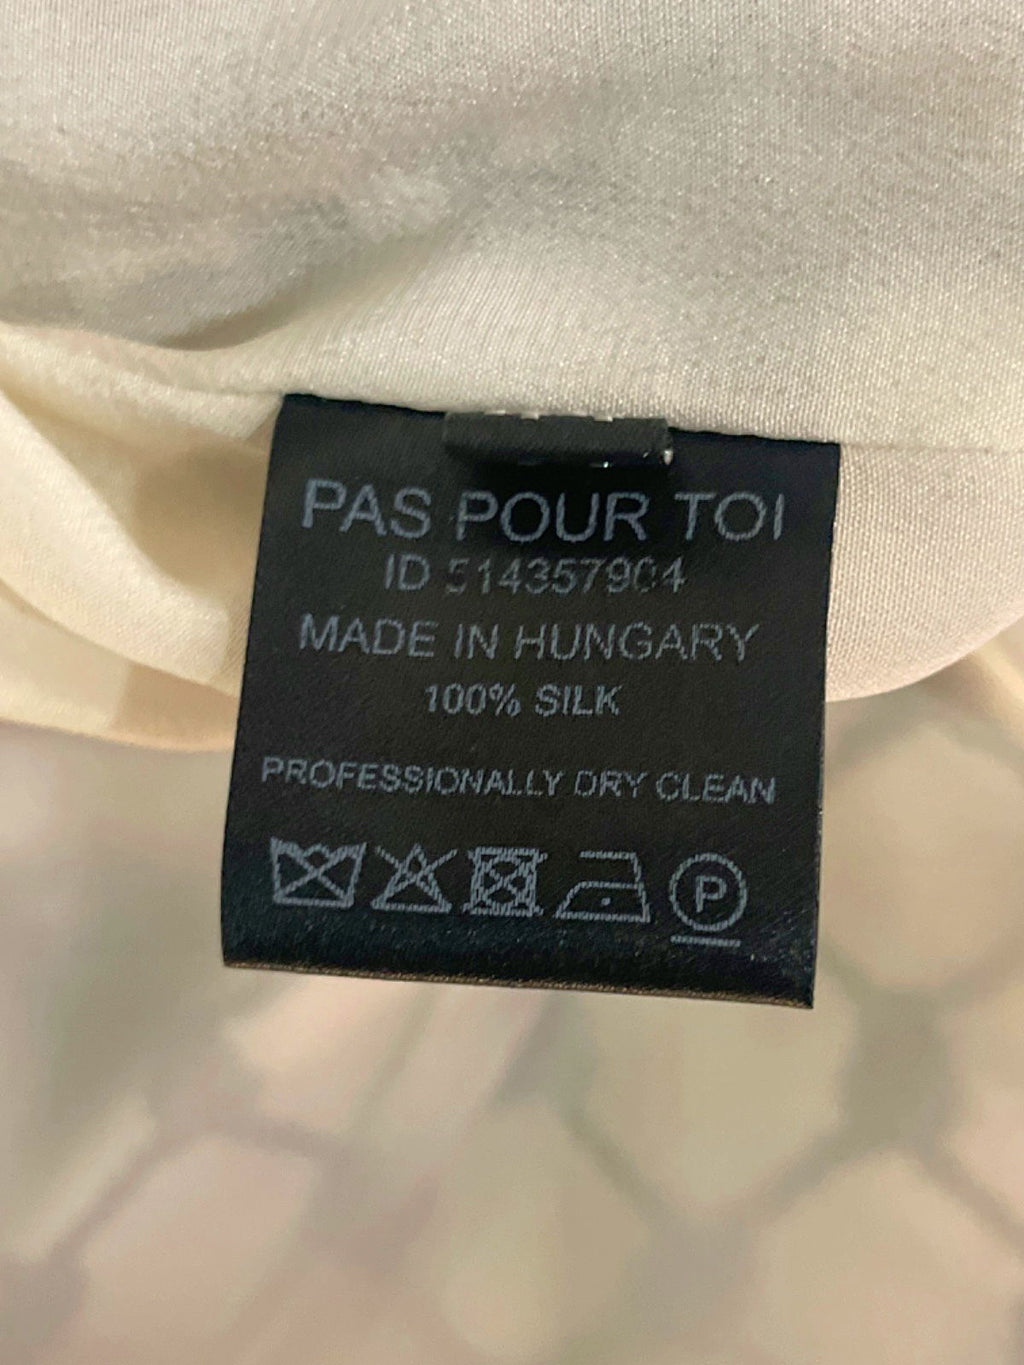 PAS POUR TOI
ID 514357904
MADE IN HUNGARY
100% SILK
PROFESSIONALLY DRY CLEAN
P